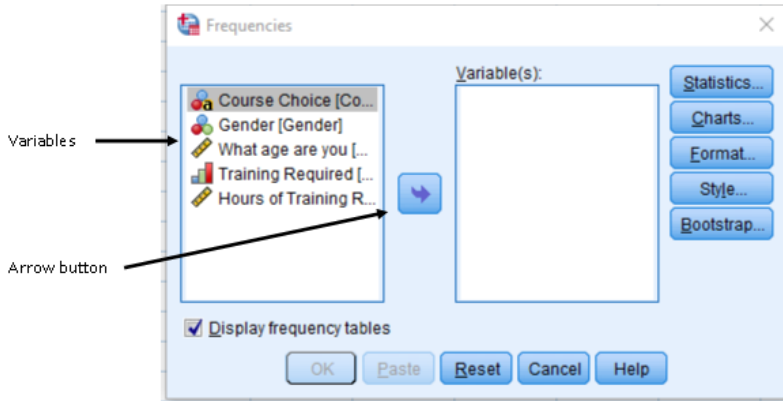 Frequencies
Variable(s):
Course Choice [Co...
Gender [Gender]
What age are you [...
Training Required [...
Hours of Training R...
Statistics...
Charts...
Format...
Style...
Bootstrap...
Variables
Arrow button
Display frequency tables
OK Paste Reset Cancel Help